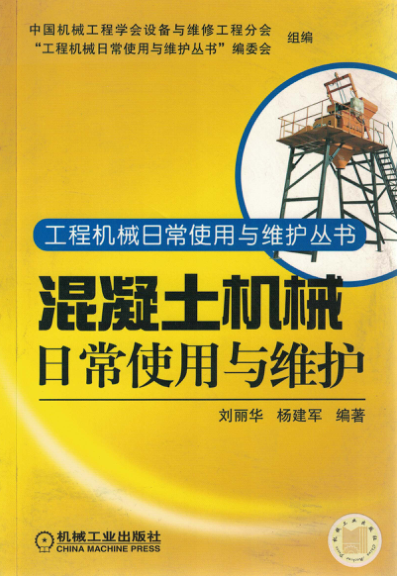 中国机械工程学会设备与维修工程分会
“工程机械日常使用与维护丛书”编委会
组编
工程机械日常使用与维护丛书
混凝土机械
日常使用与维护
刘丽华 杨建军 编著
机械工业出版社
CHINA MACHINE PRESS